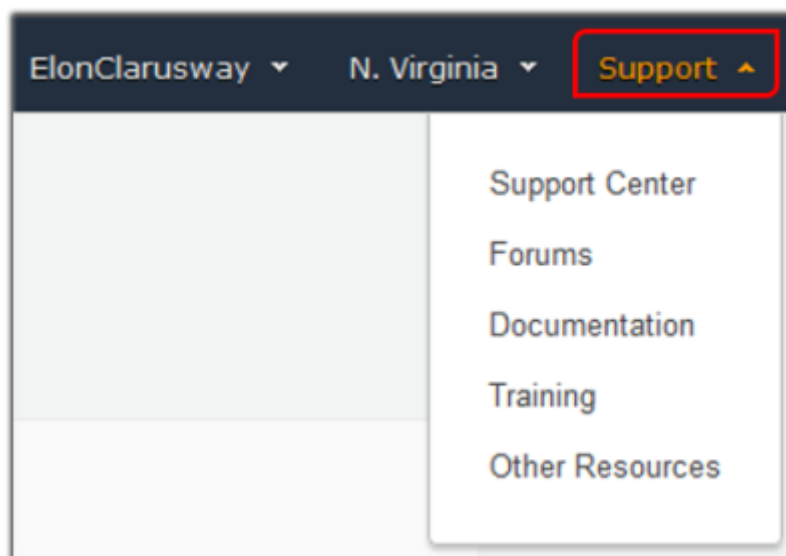 ElonClarusway N. Virginia Support
Support Center
Forums
Documentation
Training
Other Resources